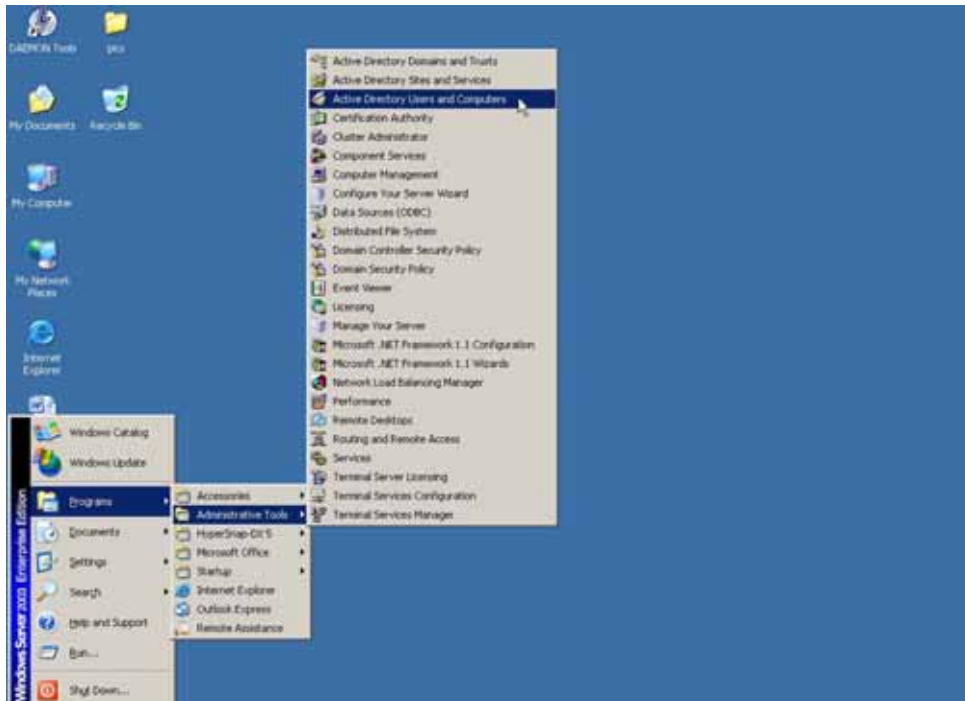 DAEMON Tools
pics
My Documents
Recycle Bin
My Computer
My Network
Places
Internet
Explorer
Active Directory Domains and Trusts
Active Directory Sites and Services
Active Directory Users and Computers
Certification Authority
Cluster Administrator
Component Services
Computer Management
Configure Your Server Wizard
Data Sources (ODBC)
Distributed File System
Domain Controller Security Policy
Domain Security Policy
Event Viewer
Licensing
Manage Your Server
Microsoft .NET Framework 1.1 Configuration
Microsoft .NET Framework 1.1 Wizards
Network Load Balancing Manager
Performance
Remote Desktops
Routing and Remote Access
Services
Terminal Server Licensing
Terminal Services Configuration
Terminal Services Manager
Windows Catalog
Windows Update
Programs
Documents
Settings
Search
Help and Support
Run...
Shut Down...
Windows Server 2003 Enterprise Edition
Accessories
Administrative Tools
HyperSnap-DX 5
Microsoft Office
Startup
Internet Explorer
Outlook Express
Remote Assistance